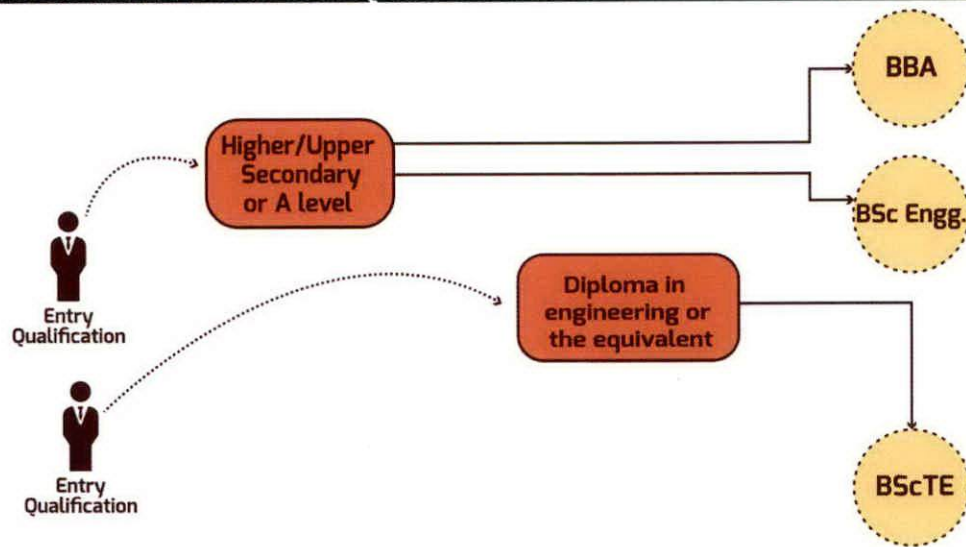 BBA
Higher/Upper
Secondary
or A level
BSc Engg.
Entry
Qualification
Diploma in
engineering or
the equivalent
Entry
Qualification
BScTE